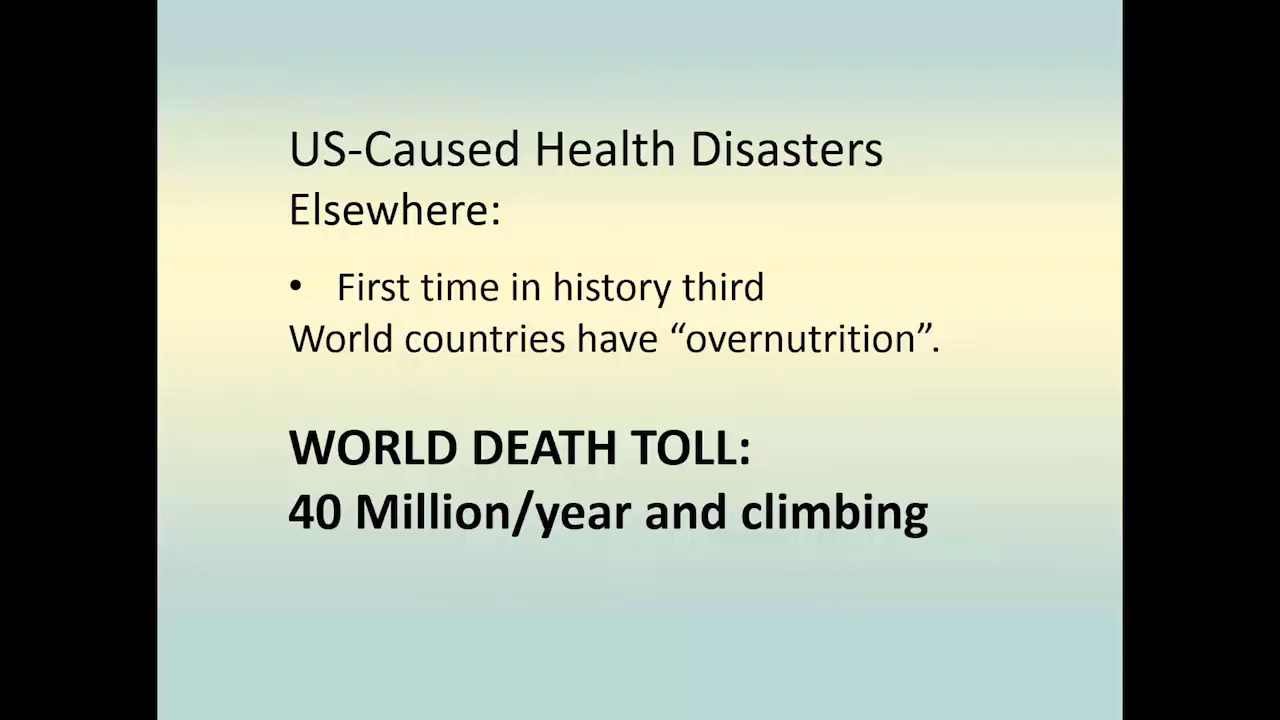 US-Caused Health Disasters
Elsewhere:
• First time in history third
World countries have “overnutrition”.
WORLD DEATH TOLL:
40 Million/year and climbing